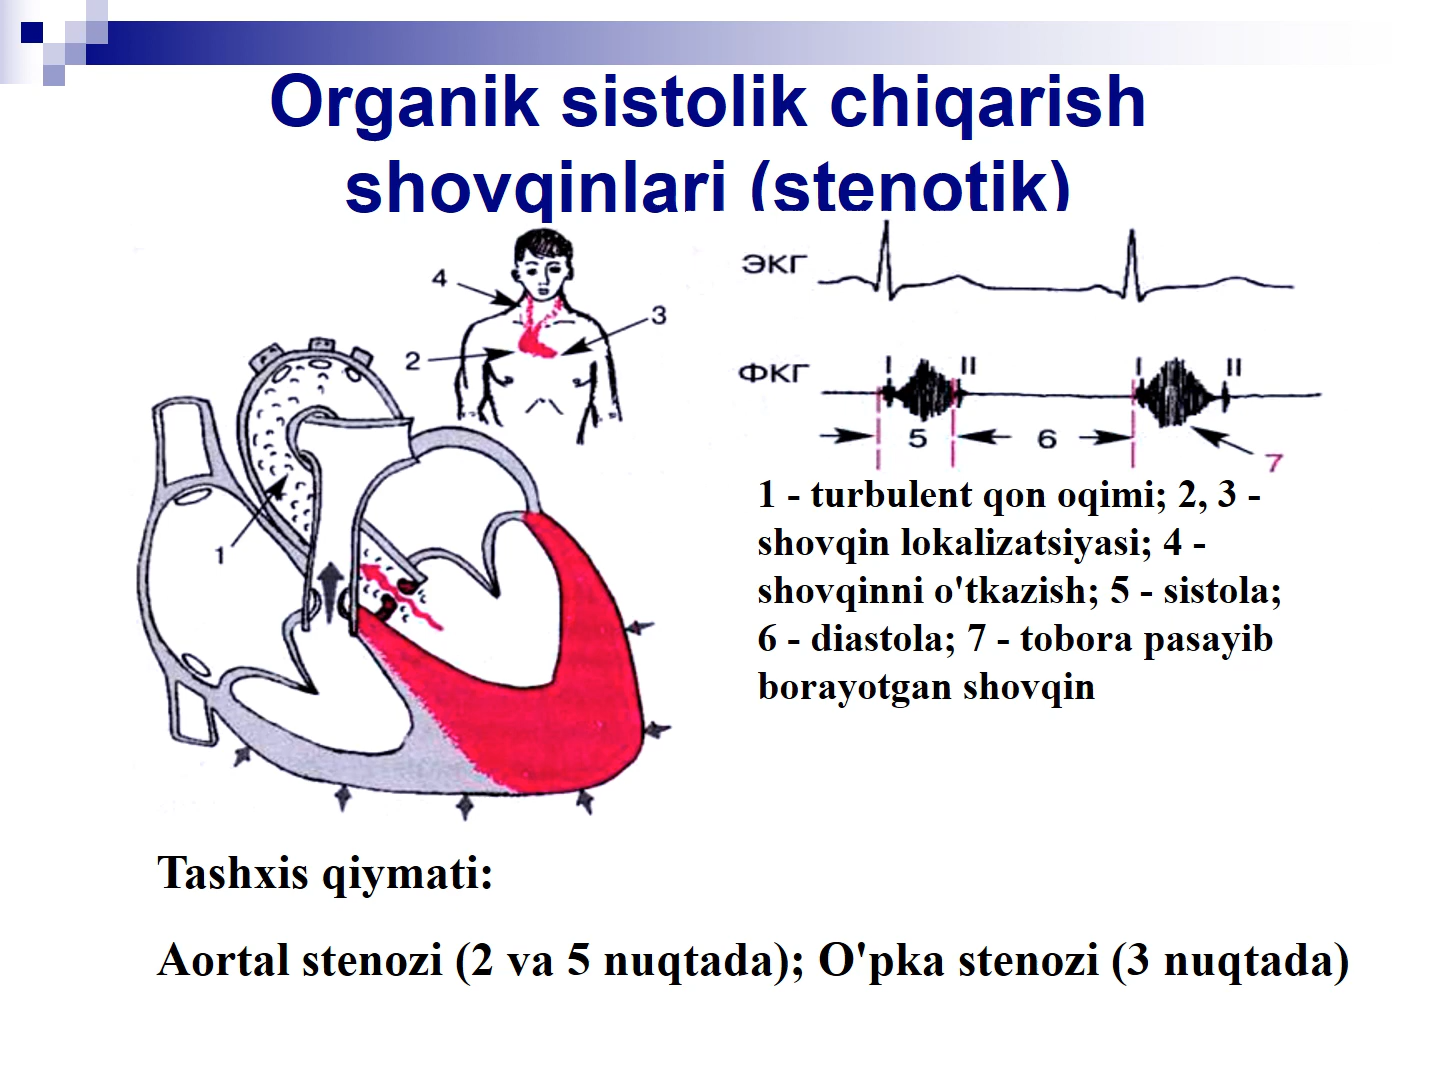 Organik sistolik chiqarish
shovqinlari (stenotik)
4
3
2
1
ЭКГ
ФКГ
I
II
I
II
5
6
7
1 - turbulent qon oqimi; 2, 3 -
shovqin lokalizatsiyasi; 4 -
shovqinni o'tkazish; 5 - sistola;
6 - diastola; 7 - tobora pasayib
borayotgan shovqin
Tashxis qiymati:
Aortal stenozi (2 va 5 nuqtada); O'pka stenozi (3 nuqtada)